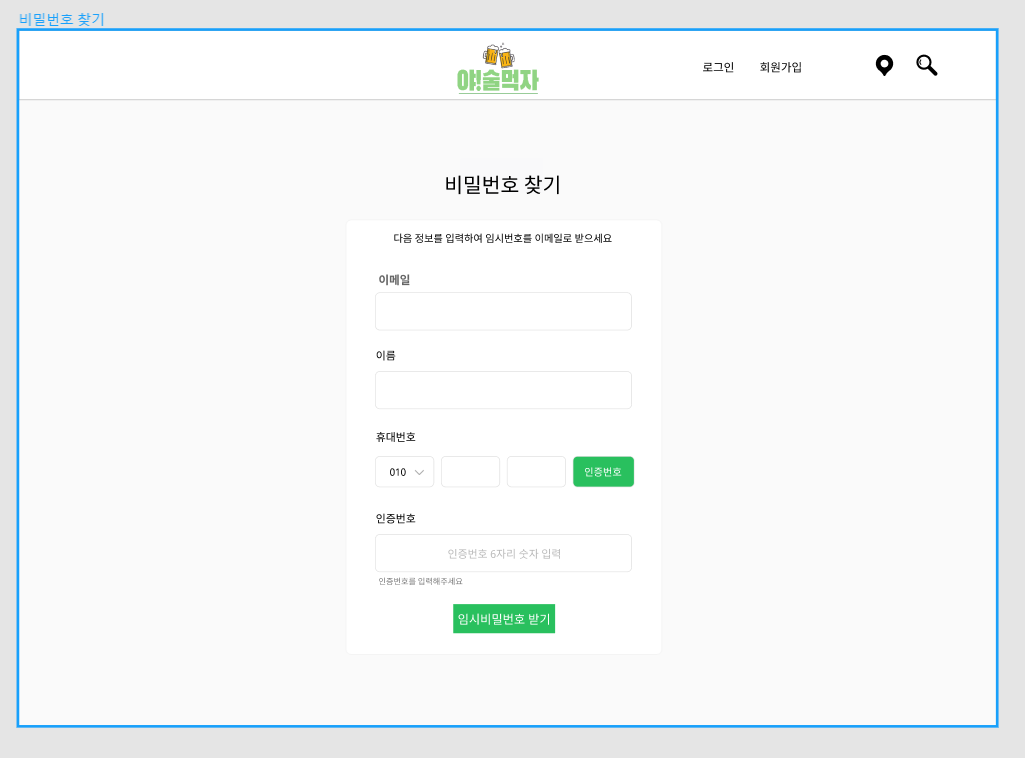 비밀번호 찾기
야!술먹자
로그인 회원가입
비밀번호 찾기
다음 정보를 입력하여 임시번호를 이메일로 받으세요
이메일
이름
휴대번호
010 인증번호
인증번호
인증번호 6자리 숫자 입력
인증번호를 입력해주세요
임시비밀번호 받기